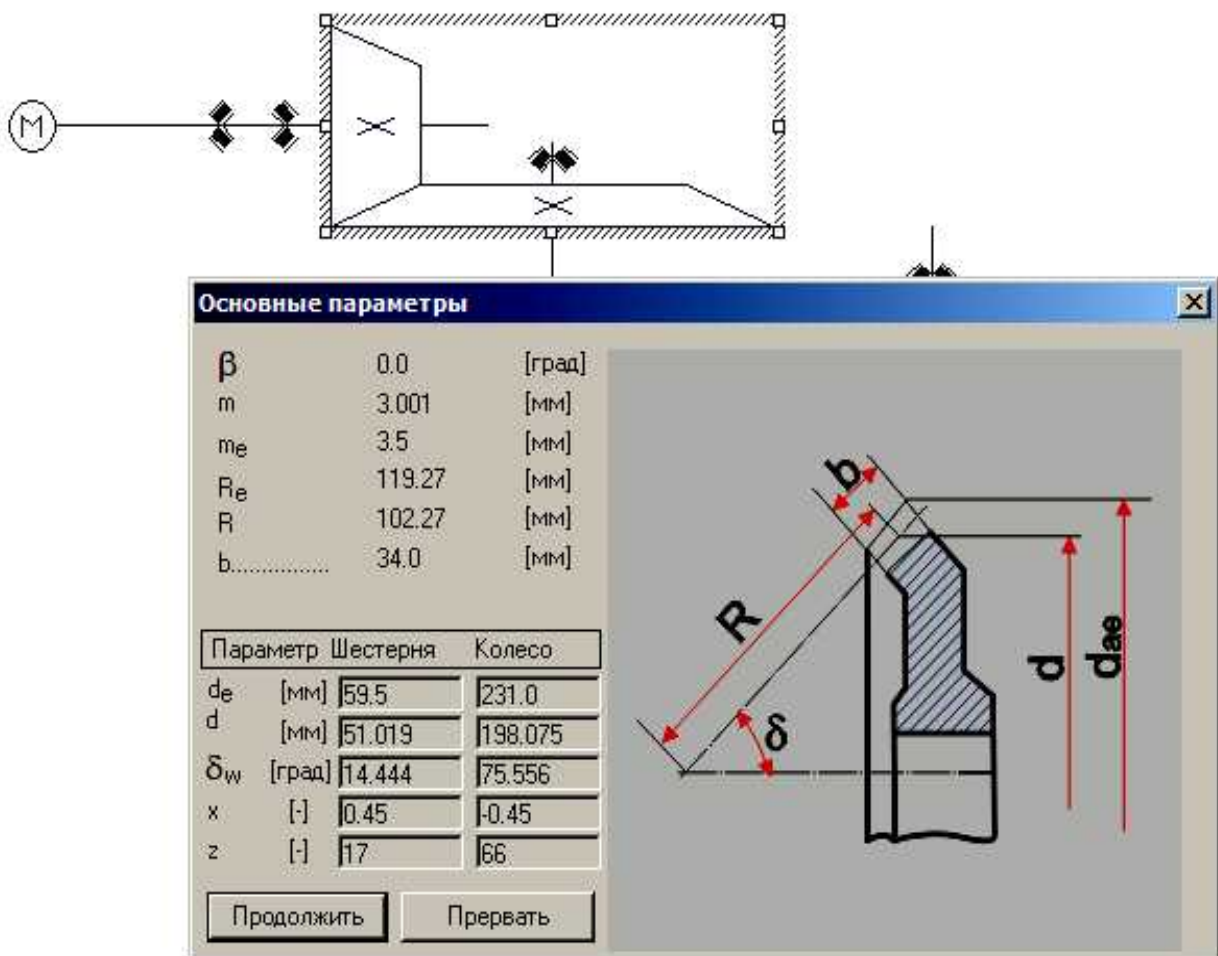 M
Основные параметры
β 0.0 [град]
m 3.001 [мм]
me 3.5 [мм]
Re 119.27 [мм]
R 102.27 [мм]
b................ 34.0 [мм]
Параметр Шестерня Колесо
de [мм] 59.5 231.0
d [мм] 51.019 198.075
δw [град] 14.444 75.556
x [-] 0.45 -0.45
z [-] 17 66
Продолжить Прервать
b
R
δ
d
dae